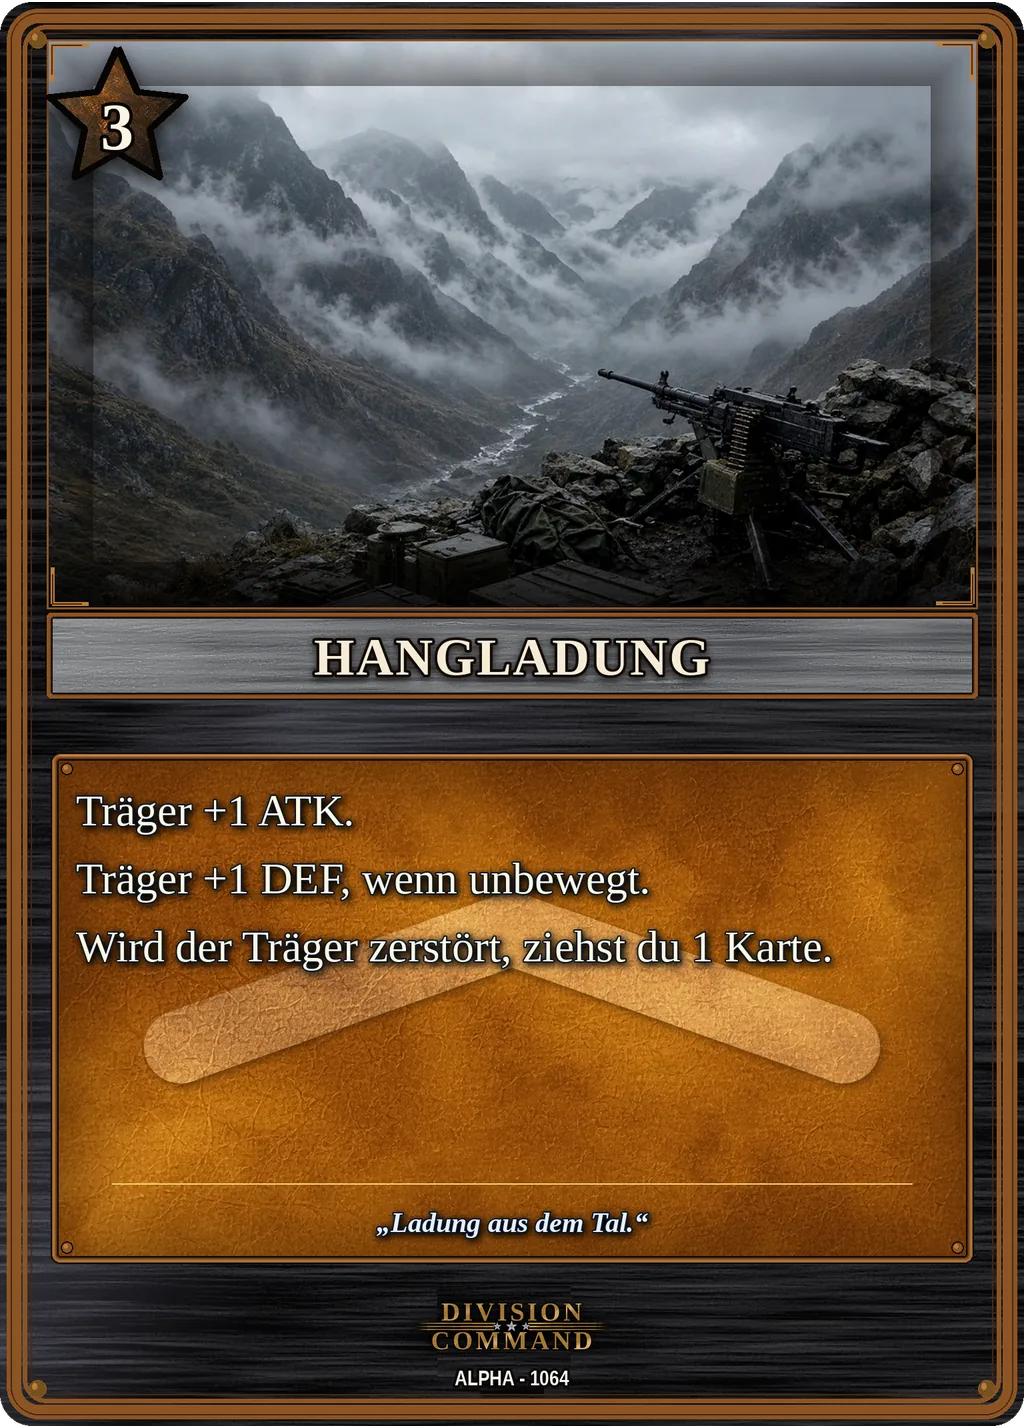 3
HANGLADUNG
Träger +1 ATK.
Träger +1 DEF, wenn unbewegt.
Wird der Träger zerstört, ziehst du 1 Karte.
„Ladung aus dem Tal.“
DIVISION
COMMAND
ALPHA - 1064